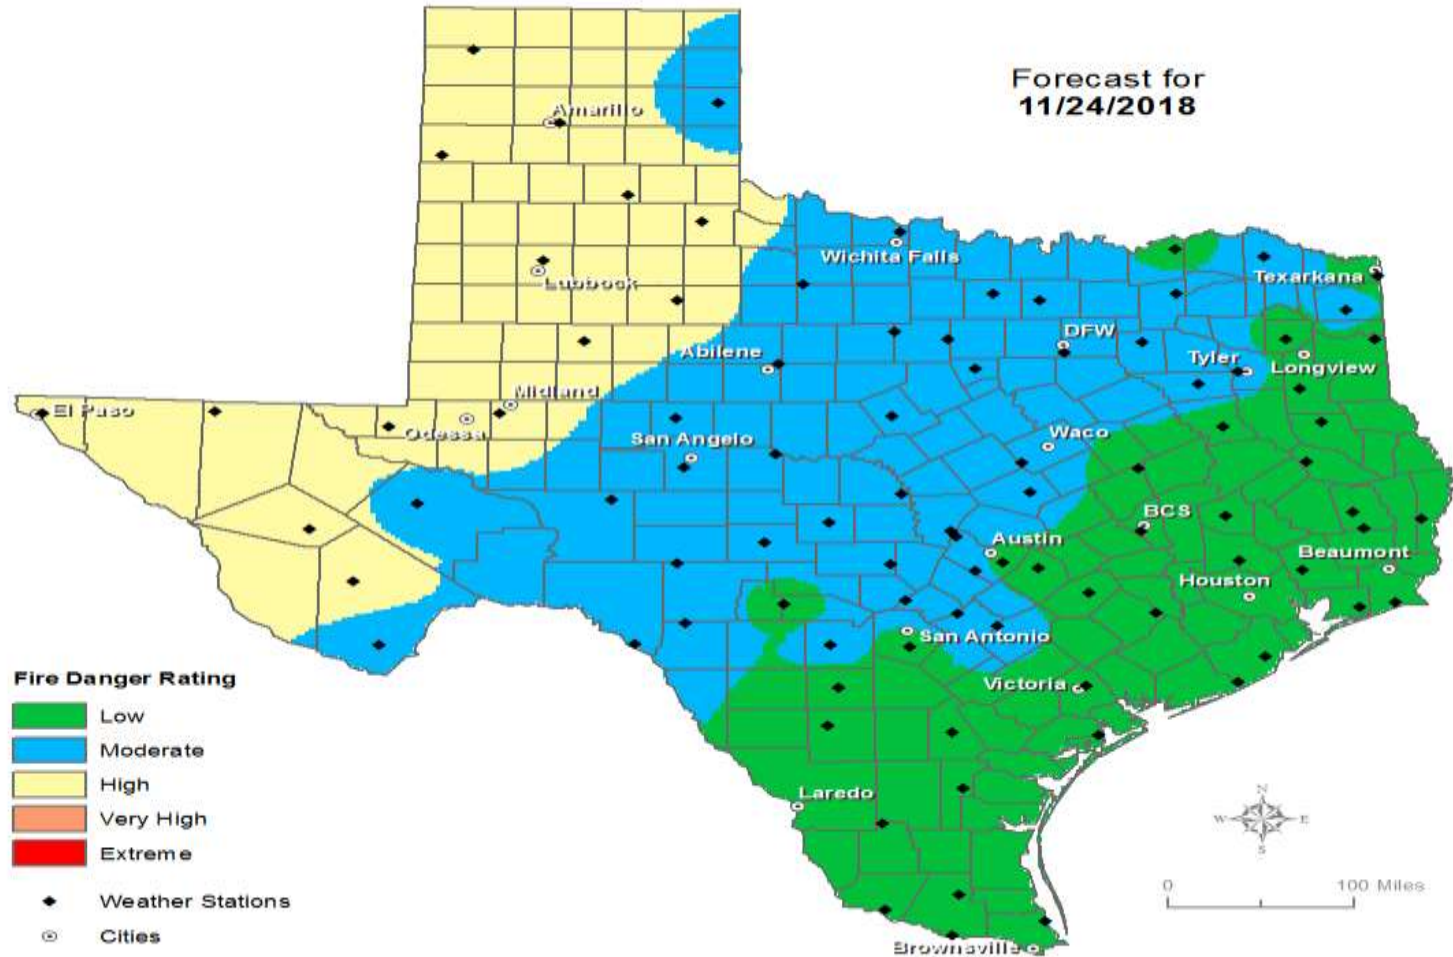 Forecast for
11/24/2018
Amarillo
Wichita Falls
Lubbock
Texarkana
DFW
Abilene
Tyler
Longview
Midland
El Paso
Odessa
San Angelo
Waco
BCS
Austin
Beaumont
Houston
San Antonio
Victoria
Laredo
Brownsville
Fire Danger Rating
Low
Moderate
High
Very High
Extreme
Weather Stations
Cities
N
W E
S
0 100 Miles